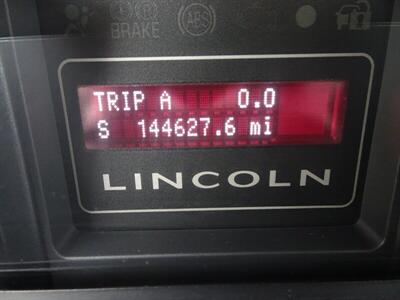 BRAKE
ABS
TRIP A 0.0
S 144627.6 mi
LINCOLN